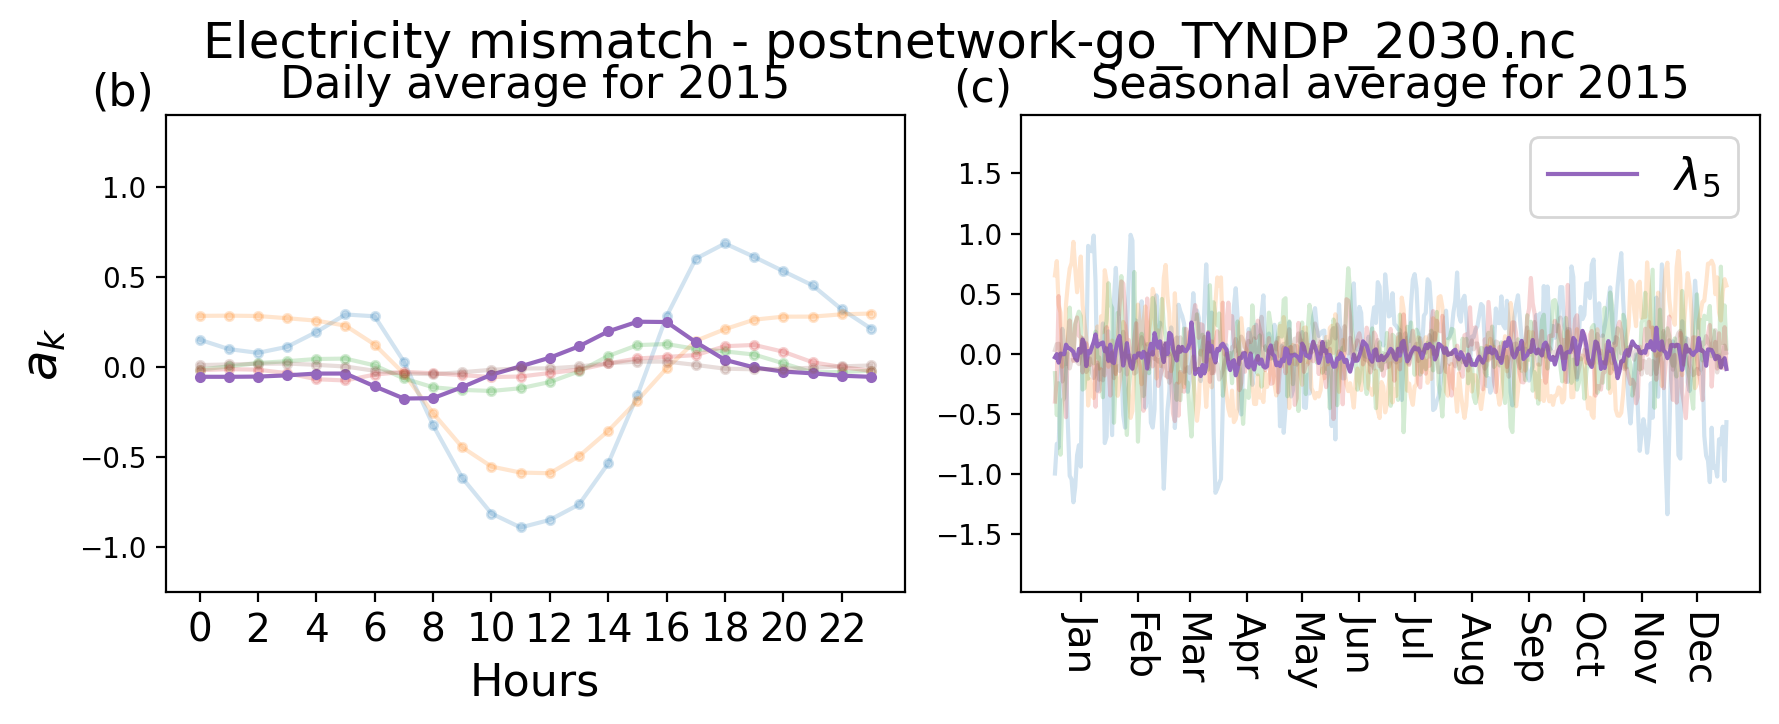 Electricity mismatch - postnetwork-go_TYNDP_2030.nc
(b) Daily average for 2015
1.0
0.5
0.0
−0.5
−1.0
a_k
0 2 4 6 8 10 12 14 16 18 20 22
Hours
(c) Seasonal average for 2015
λ_5
1.5
1.0
0.5
0.0
−0.5
−1.0
−1.5
Jan Feb Mar Apr May Jun Jul Aug Sep Oct Nov Dec